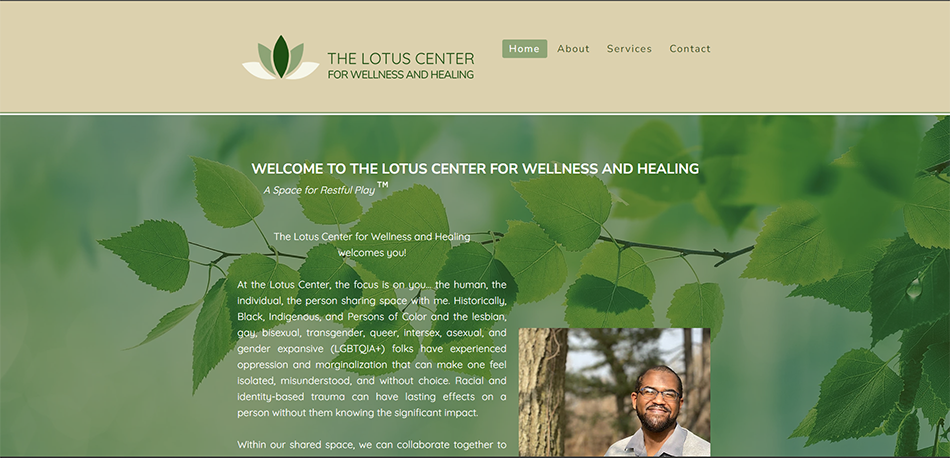 THE LOTUS CENTER
FOR WELLNESS AND HEALING
Home About Services Contact
WELCOME TO THE LOTUS CENTER FOR WELLNESS AND HEALING
A Space for Restful Play™
The Lotus Center for Wellness and Healing
welcomes you!
At the Lotus Center, the focus is on you... the human, the
individual, the person sharing space with me. Historically,
Black, Indigenous, and Persons of Color and the lesbian,
gay, bisexual, transgender, queer, intersex, asexual, and
gender expansive (LGBTQIA+) folks have experienced
oppression and marginalization that can make one feel
isolated, misunderstood, and without choice. Racial and
identity-based trauma can have lasting effects on a
person without them knowing the significant impact.
Within our shared space, we can collaborate together to